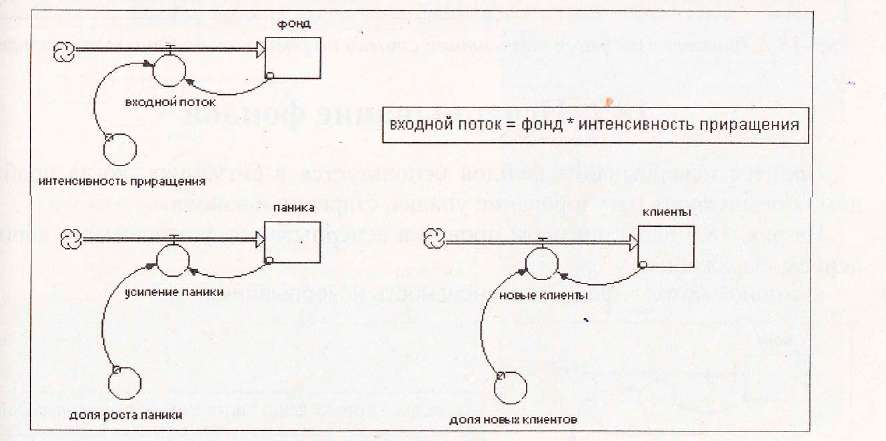 фонд
входной поток
входной поток = фонд * интенсивность приращения
интенсивность приращения
паника
клиенты
усиление паники
новые клиенты
доля роста паники
доля новых клиентов